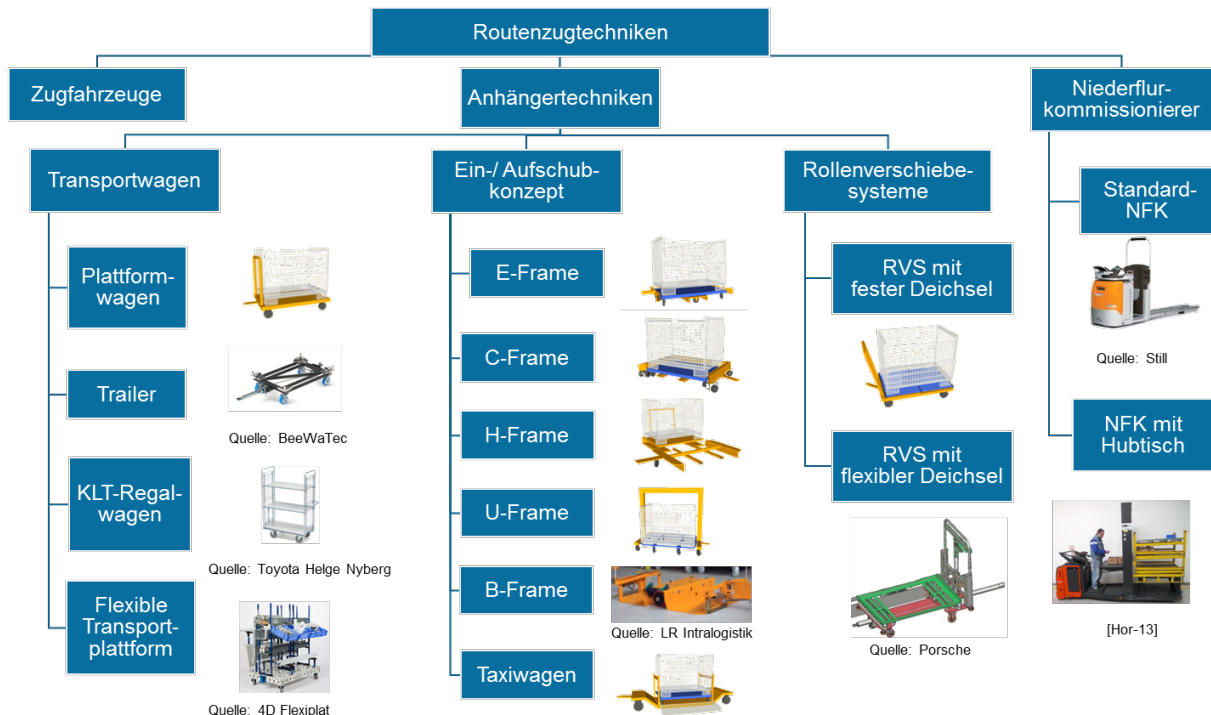 Routenzugtechniken
Zugfahrzeuge
Anhängertechniken
Niederflur-
kommissionierer
Transportwagen
Plattform-
wagen
Trailer
Quelle: BeeWaTec
KLT-Regal-
wagen
Quelle: Toyota Helge Nyberg
Flexible
Transport-
plattform
Quelle: 4D Flexiplat
Ein-/ Aufschub-
konzept
E-Frame
C-Frame
H-Frame
U-Frame
B-Frame
Quelle: LR Intralogistik
Taxiwagen
Rollenverschiebe-
systeme
RVS mit
fester Deichsel
RVS mit
flexibler Deichsel
Quelle: Porsche
Standard-
NFK
Quelle: Still
NFK mit
Hubtisch
[Hor-13]